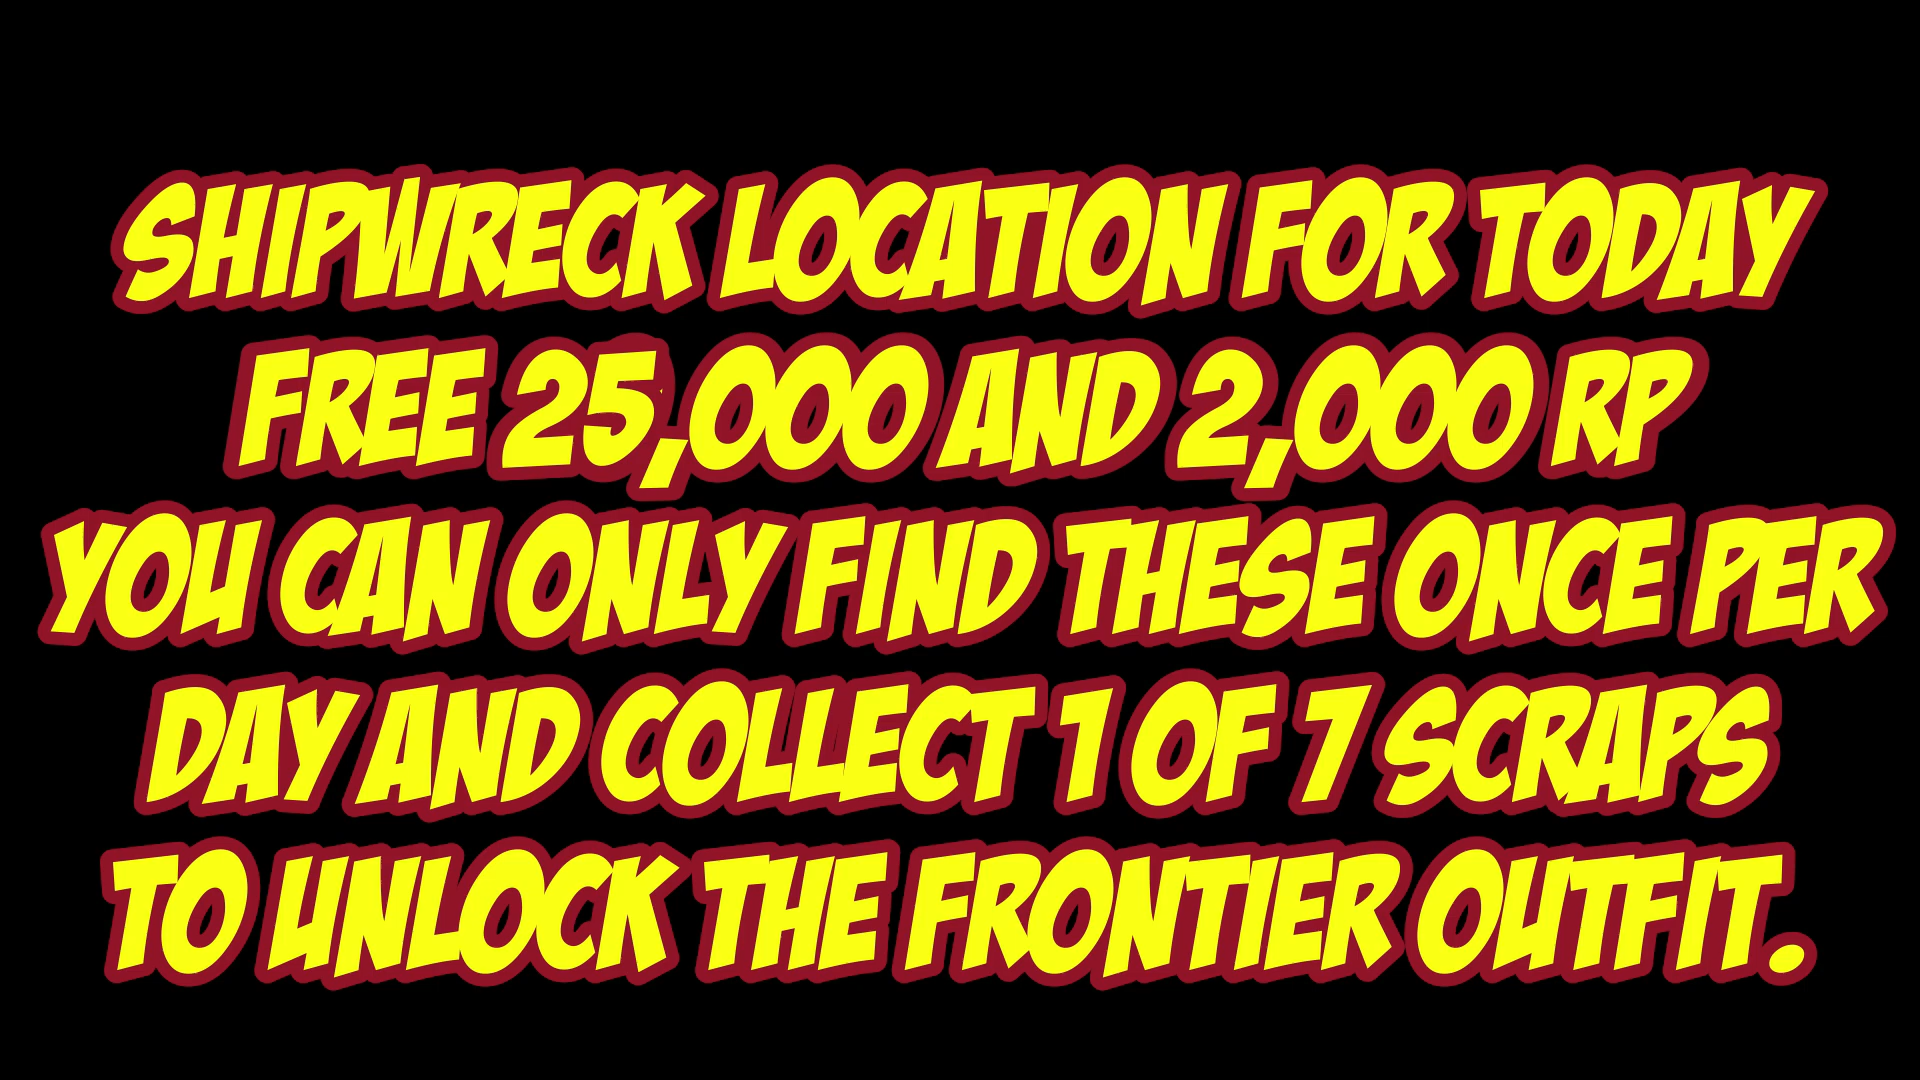 SHIPWRECK LOCATION FOR TODAY
FREE 25,000 AND 2,000 RP
YOU CAN ONLY FIND THESE ONCE PER
DAY AND COLLECT 1 OF 7 SCRAPS
TO UNLOCK THE FRONTIER OUTFIT.